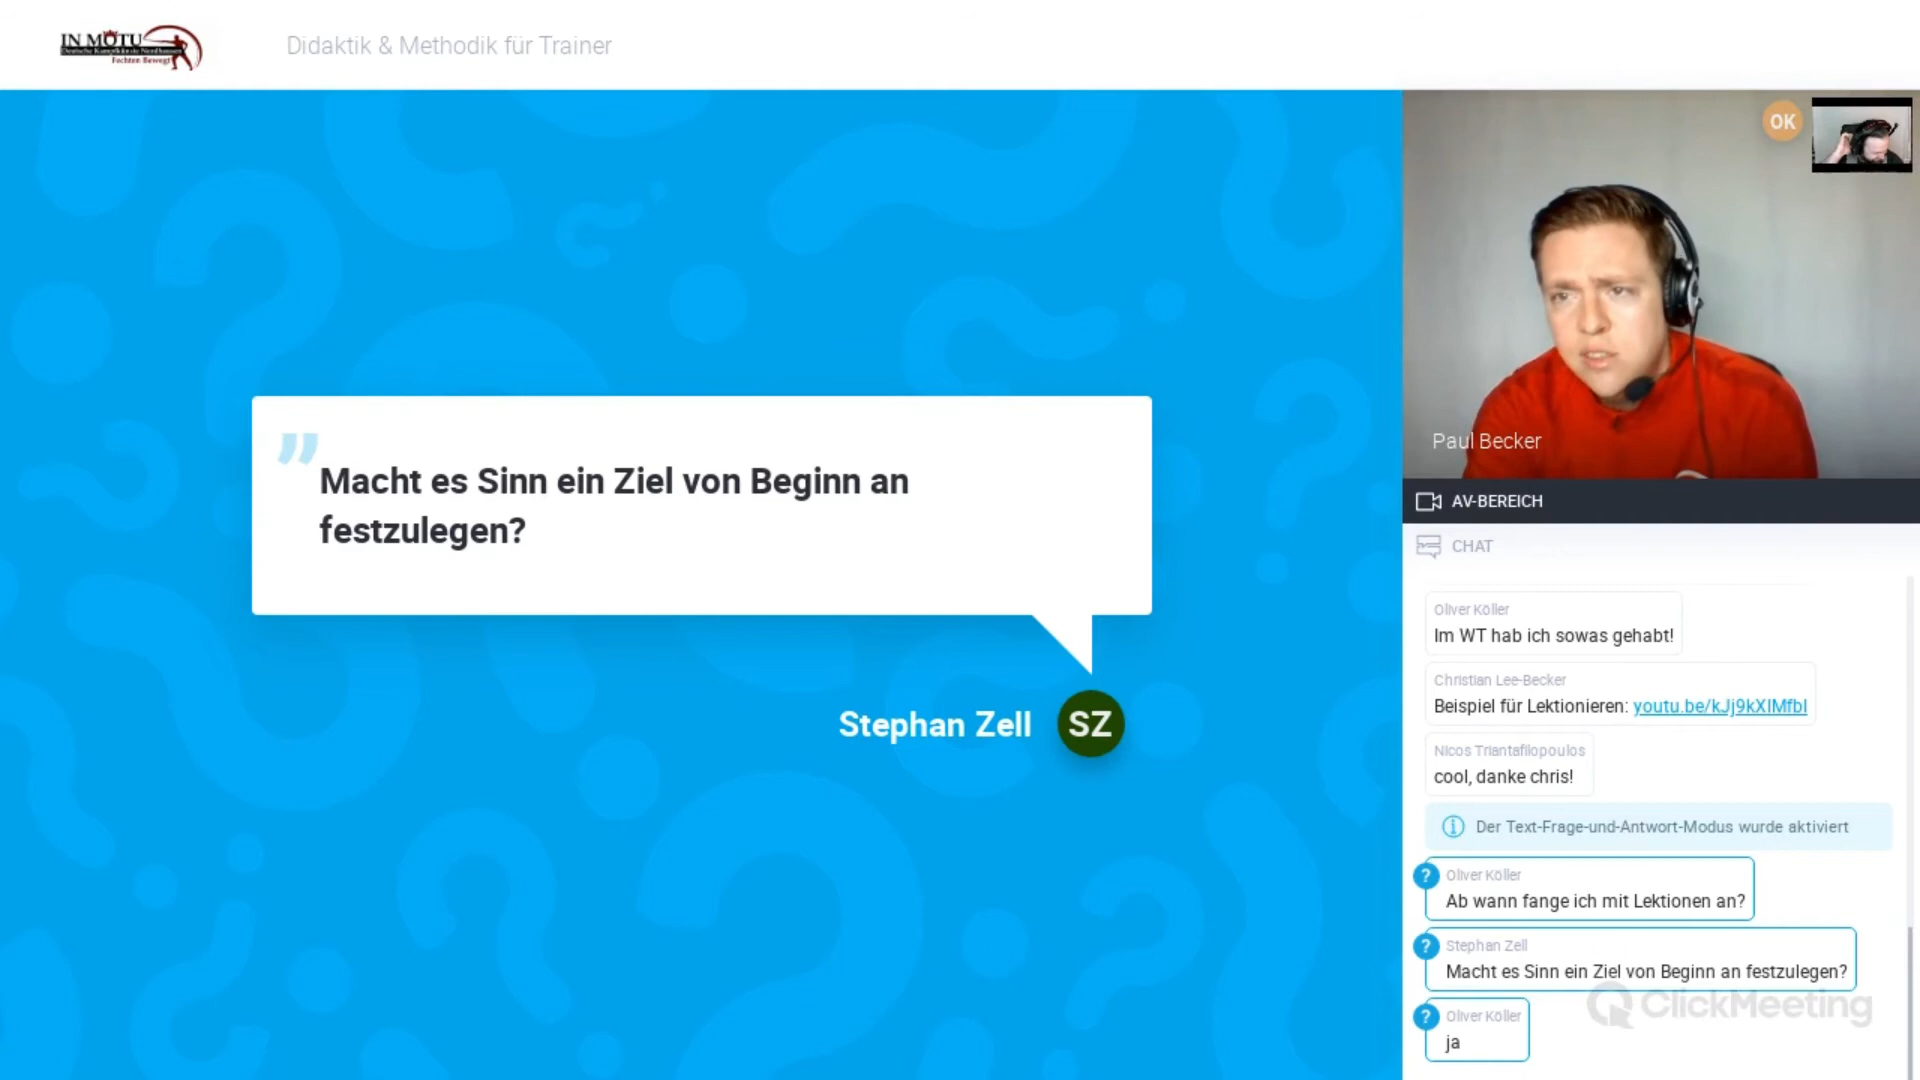 IN MOTU
Fechten Bewegt
Didaktik & Methodik für Trainer
OK
Paul Becker
AV-BEREICH
CHAT
" Macht es Sinn ein Ziel von Beginn an
festzulegen?
Stephan Zell SZ
Oliver Köller
Im WT hab ich sowas gehabt!
Christian Lee-Becker
Beispiel für Lektionieren: youtu.be/kJj9kXIMfbI
Nicos Triantafilopoulos
cool, danke chris!
Der Text-Frage-und-Antwort-Modus wurde aktiviert
? Oliver Köller
Ab wann fange ich mit Lektionen an?
? Stephan Zell
Macht es Sinn ein Ziel von Beginn an festzulegen?
ClickMeeting
? Oliver Köller
ja